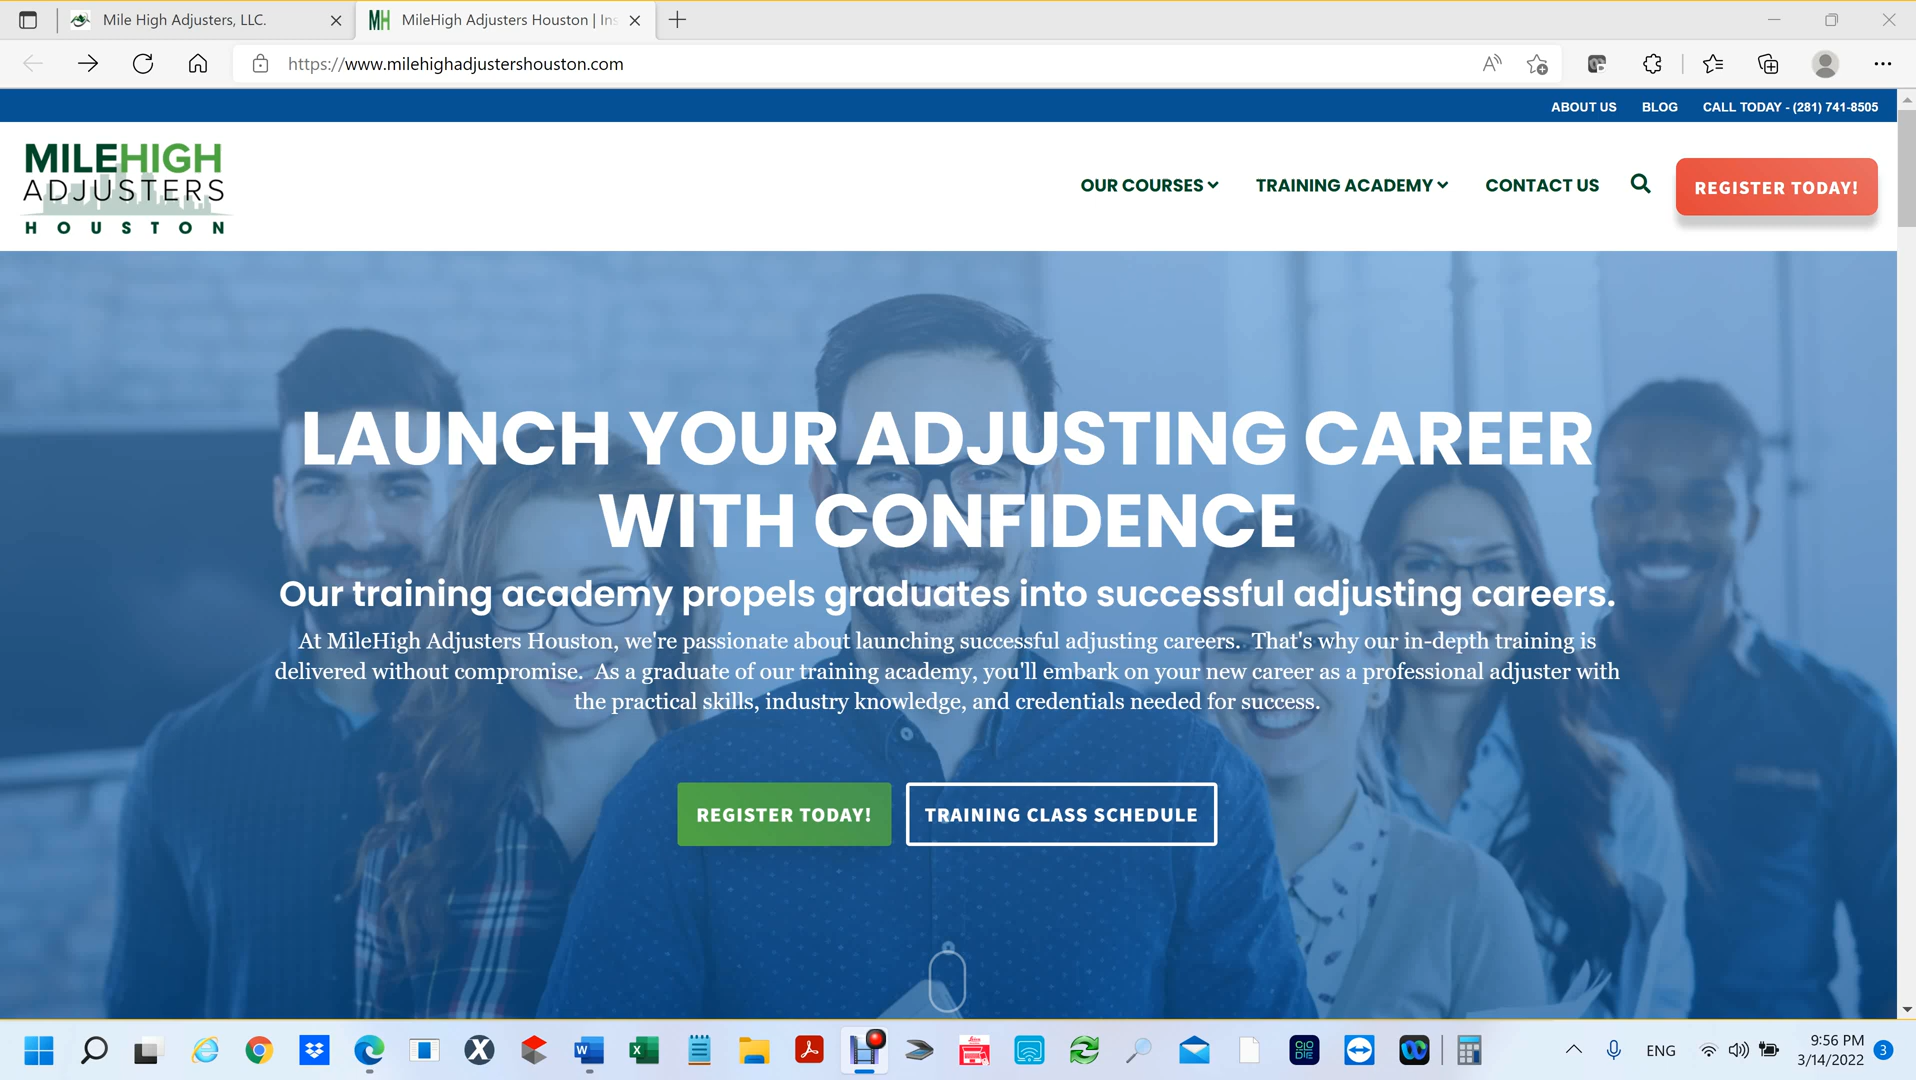 Mile High Adjusters, LLC.
MH MileHigh Adjusters Houston | Ins
https://www.milehighadjustershouston.com
ABOUT US BLOG CALL TODAY - (281) 741-8505
MILEHIGH
ADJUSTERS
HOUSTON
OUR COURSES TRAINING ACADEMY CONTACT US REGISTER TODAY!
LAUNCH YOUR ADJUSTING CAREER
WITH CONFIDENCE
Our training academy propels graduates into successful adjusting careers.
At MileHigh Adjusters Houston, we're passionate about launching successful adjusting careers. That's why our in-depth training is
delivered without compromise. As a graduate of our training academy, you'll embark on your new career as a professional adjuster with
the practical skills, industry knowledge, and credentials needed for success.
REGISTER TODAY! TRAINING CLASS SCHEDULE
ENG
9:56 PM
3/14/2022
3